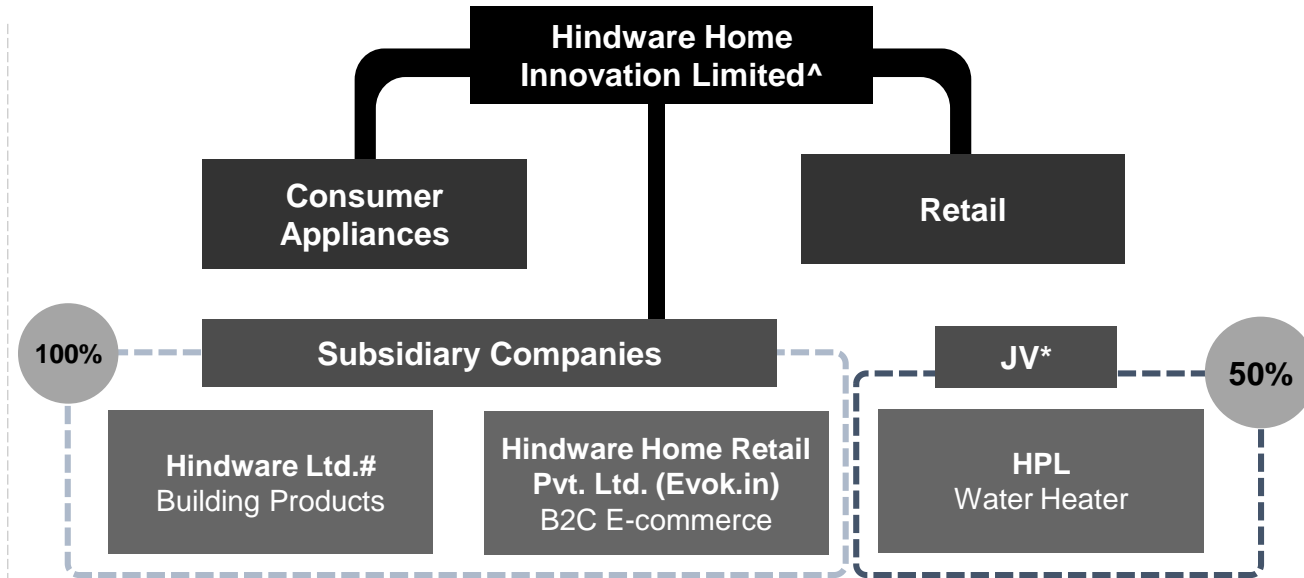 Hindware Home
Innovation Limited^
Consumer
Appliances
Retail
100%
Subsidiary Companies
JV*
50%
Hindware Ltd.#
Building Products
Hindware Home Retail
Pvt. Ltd. (Evok.in)
B2C E-commerce
HPL
Water Heater